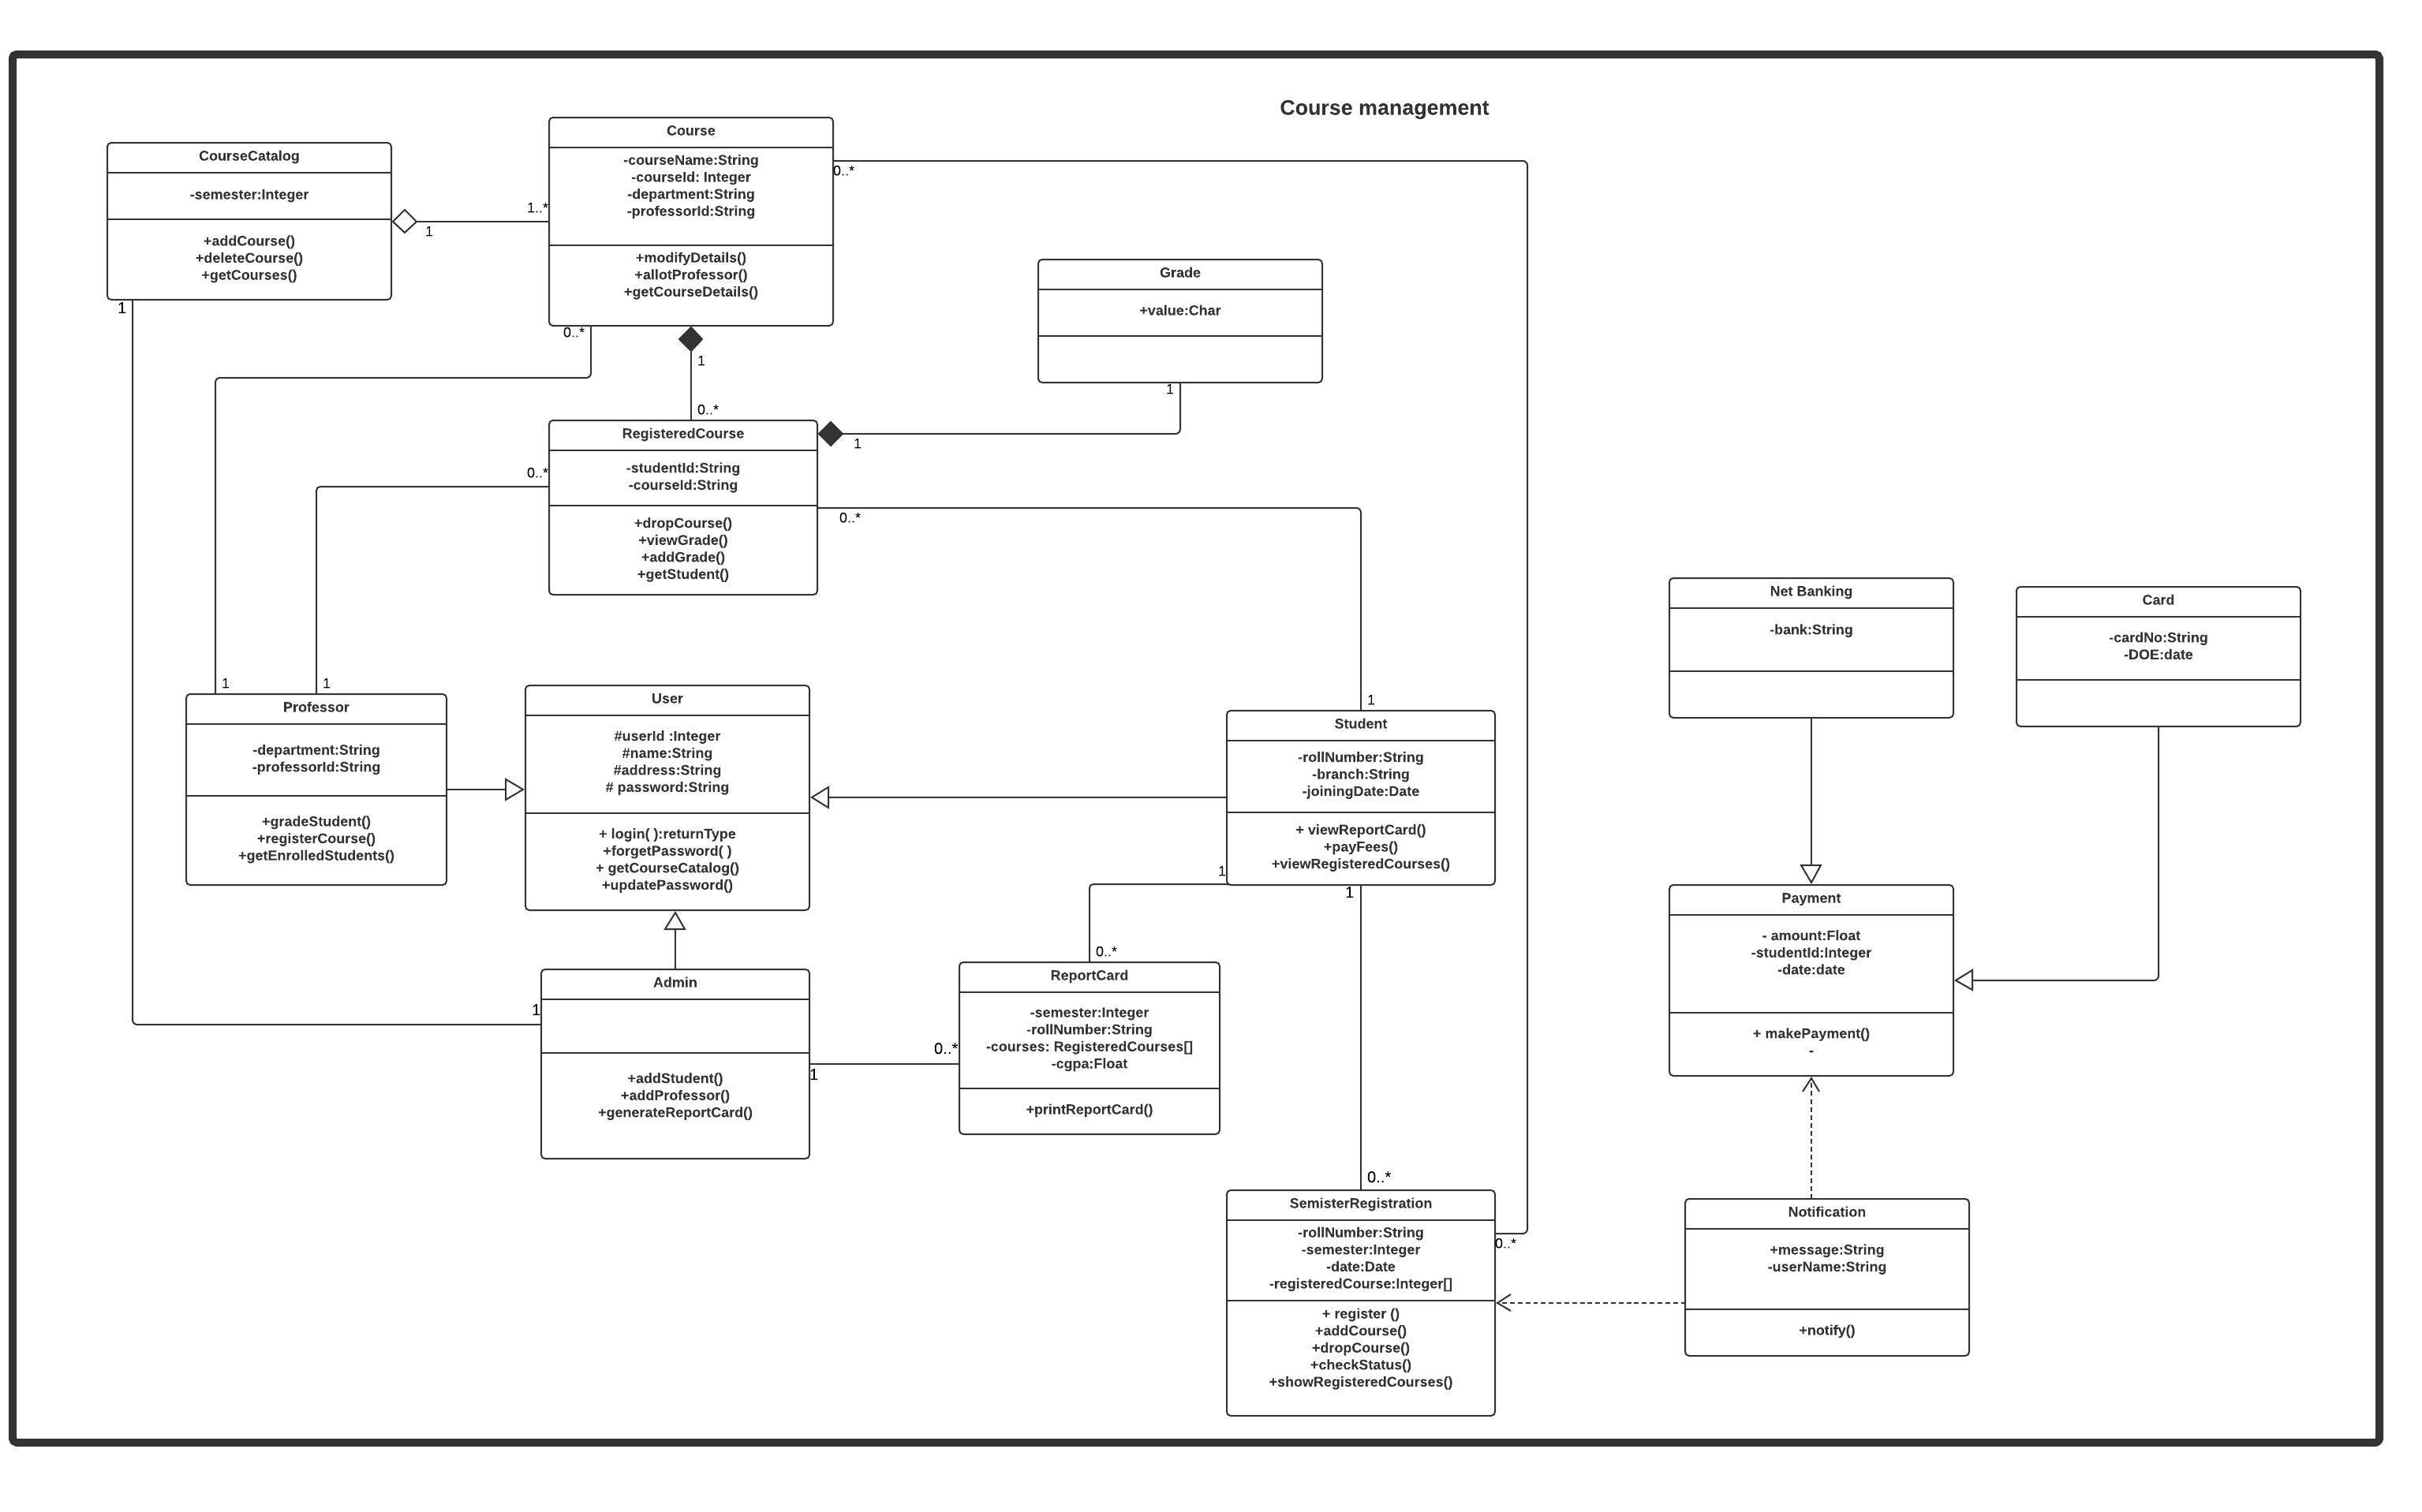 Course management
CourseCatalog
-semester:Integer
+addCourse()
+deleteCourse()
+getCourses()
1
1
1..*
Course
-courseName:String
-courseId: Integer
-department:String
-professorId:String
+modifyDetails()
+allotProfessor()
+getCourseDetails()
0..*
0..*
1
0..*
Grade
+value:Char
1
RegisteredCourse
-studentId:String
-courseId:String
+dropCourse()
+viewGrade()
+addGrade()
+getStudent()
1
0..*
0..*
1
1
Professor
-department:String
-professorId:String
+gradeStudent()
+registerCourse()
+getEnrolledStudents()
User
#userId :Integer
#name:String
#address:String
# password:String
+ login( ):returnType
+forgetPassword( )
+ getCourseCatalog()
+updatePassword()
1
Student
-rollNumber:String
-branch:String
-joiningDate:Date
+ viewReportCard()
+payFees()
+viewRegisteredCourses()
1
1
Net Banking
-bank:String
Card
-cardNo:String
-DOE:date
Payment
- amount:Float
-studentId:Integer
-date:date
+ makePayment()
-
1
Admin
+addStudent()
+addProfessor()
+generateReportCard()
1
0..*
0..*
ReportCard
-semester:Integer
-rollNumber:String
-courses: RegisteredCourses[]
-cgpa:Float
+printReportCard()
0..*
SemisterRegistration
-rollNumber:String
-semester:Integer
-date:Date
-registeredCourse:Integer[]
+ register ()
+addCourse()
+dropCourse()
+checkStatus()
+showRegisteredCourses()
0..*
Notification
+message:String
-userName:String
+notify()